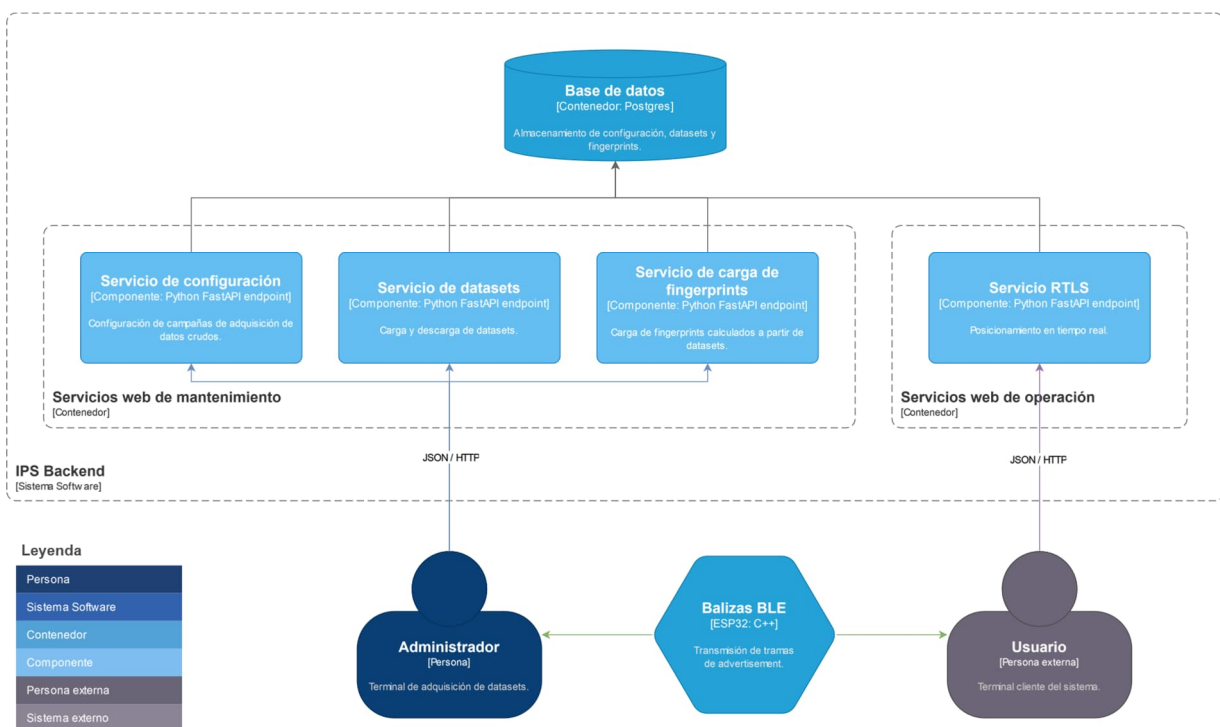 Base de datos
[Contenedor: Postgres]
Almacenamiento de configuración, datasets y
fingerprints.
Servicio de configuración
[Componente: Python FastAPI endpoint]
Configuración de campañas de adquisición de
datos crudos.
Servicio de datasets
[Componente: Python FastAPI endpoint]
Carga y descarga de datasets.
Servicio de carga de
fingerprints
[Componente: Python FastAPI endpoint]
Carga de fingerprints calculados a partir de
datasets.
Servicio RTLS
[Componente: Python FastAPI endpoint]
Posicionamiento en tiempo real.
Servicios web de mantenimiento
[Contenedor]
Servicios web de operación
[Contenedor]
JSON / HTTP
JSON / HTTP
IPS Backend
[Sistema Software]
Leyenda
Persona
Sistema Software
Contenedor
Componente
Persona externa
Sistema externo
Administrador
[Persona]
Terminal de adquisición de datasets.
Balizas BLE
[ESP32: C++]
Transmisión de tramas
de advertisement.
Usuario
[Persona externa]
Terminal cliente del sistema.